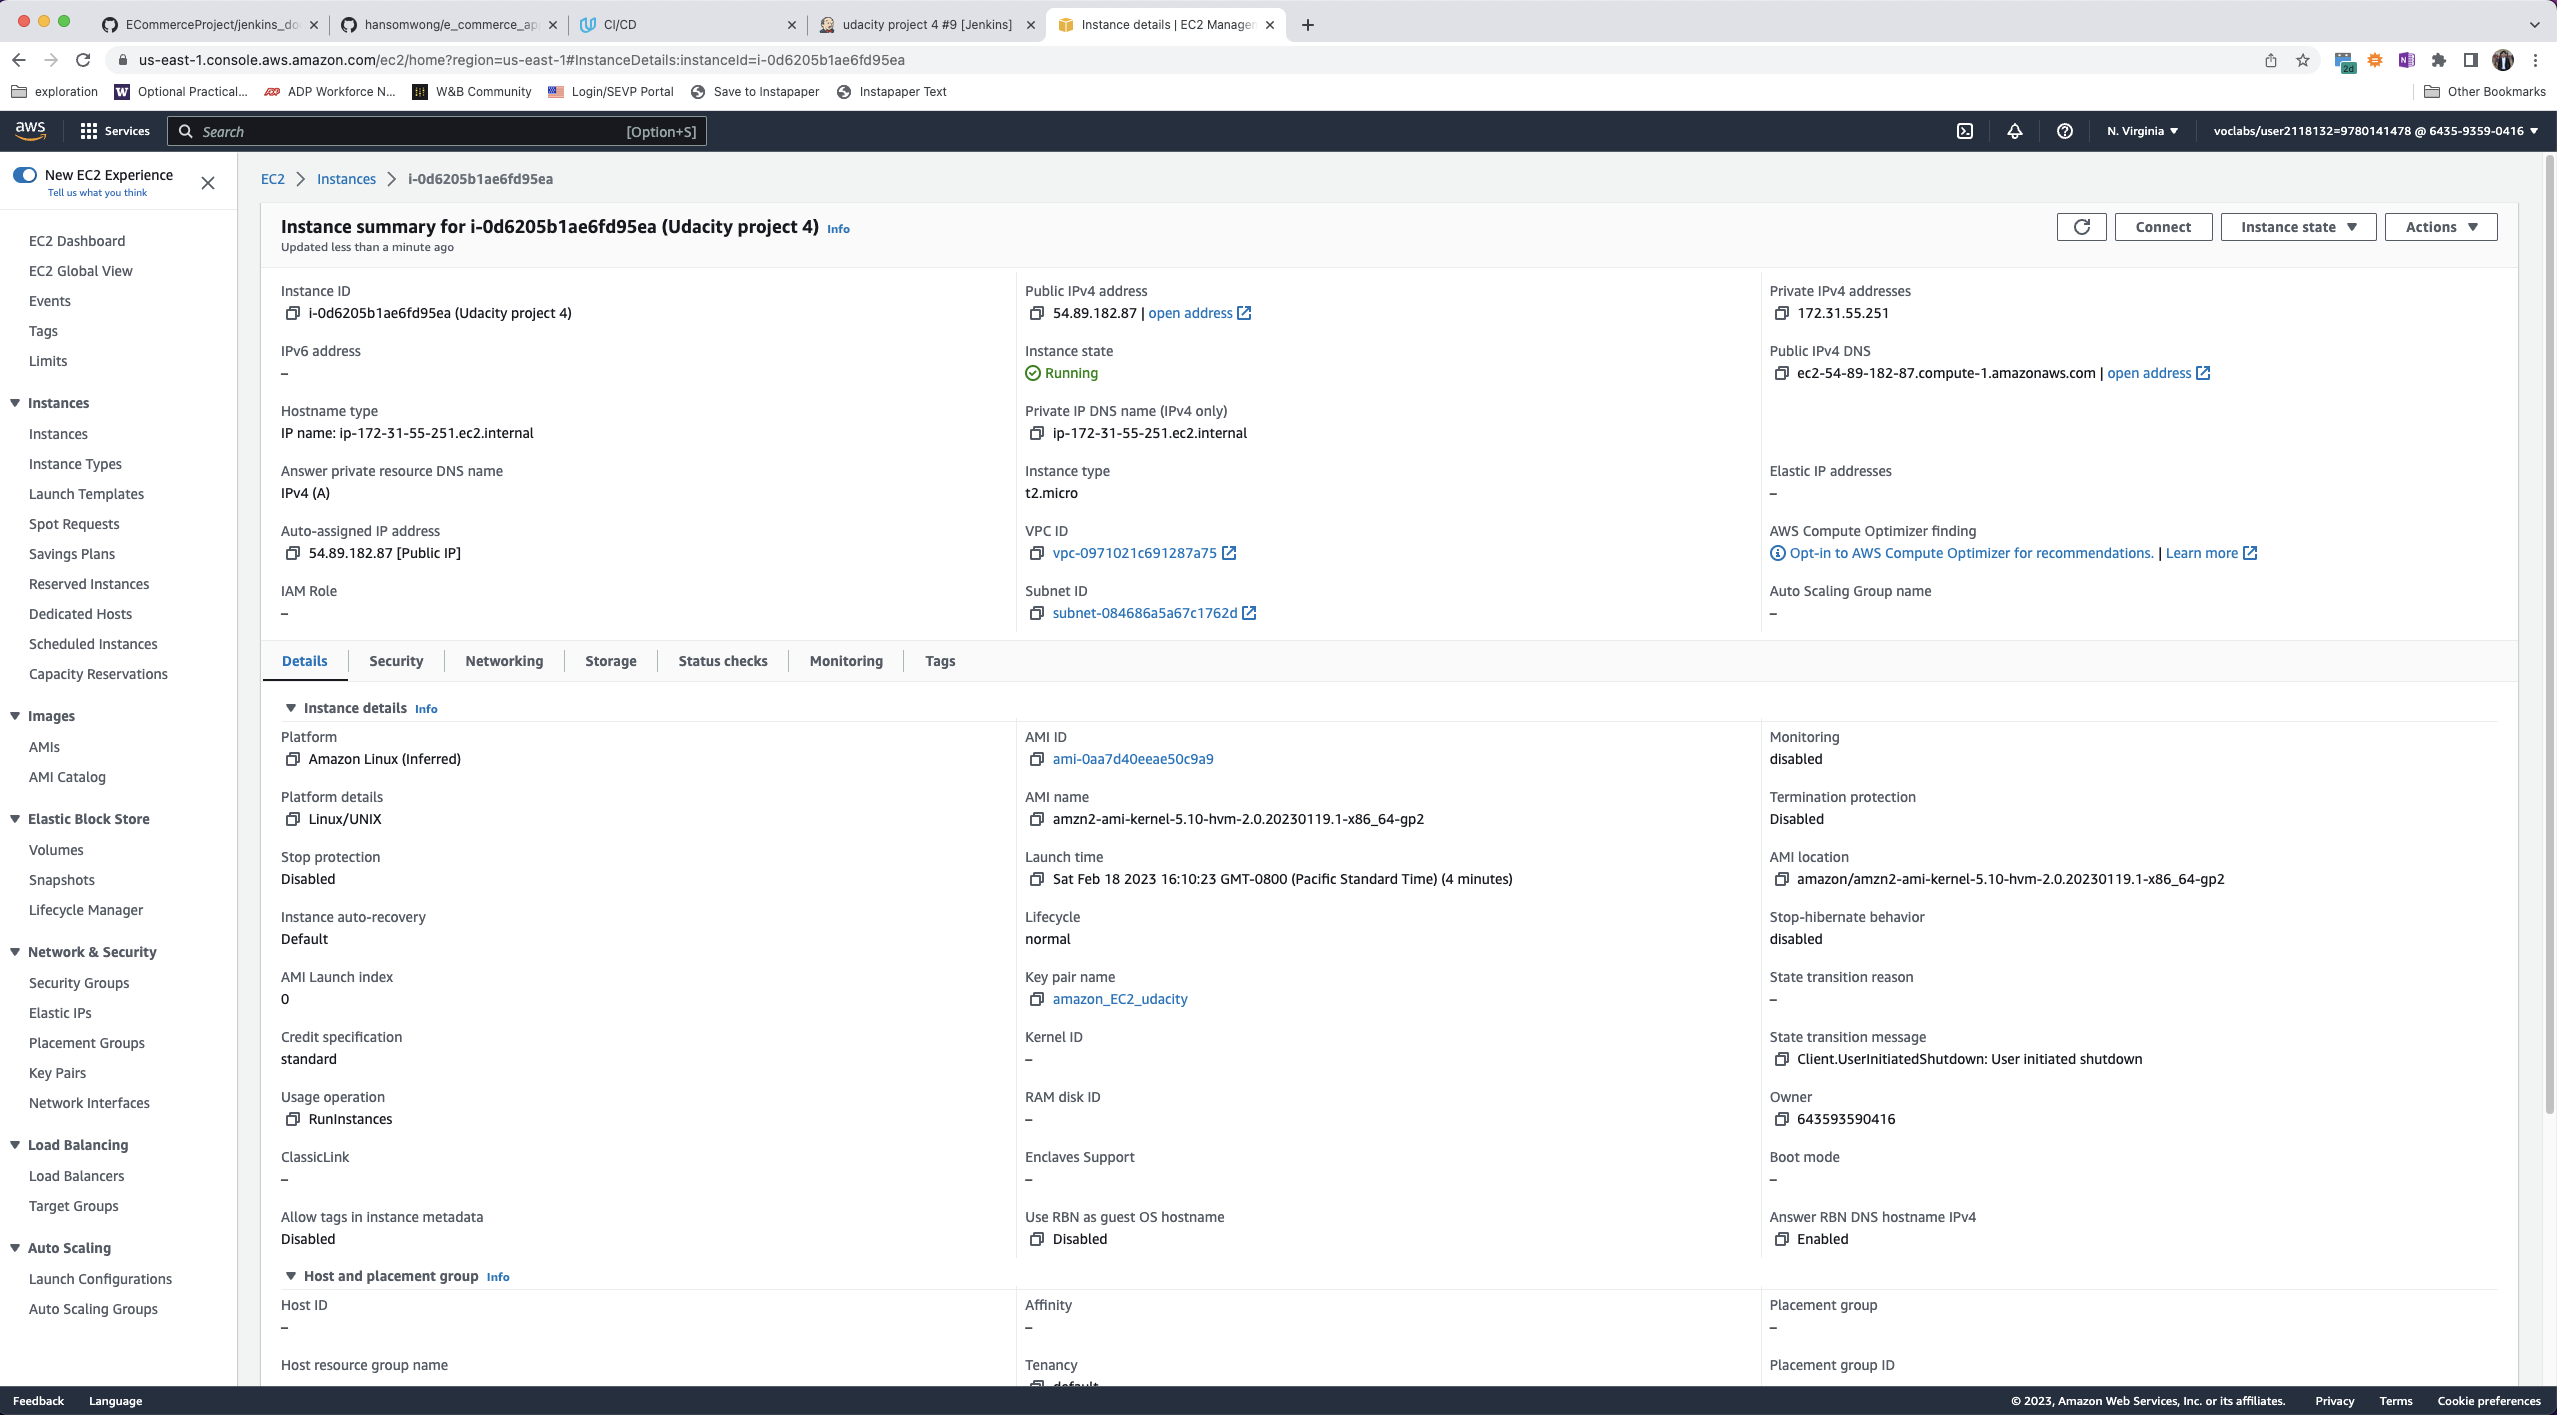 ECommerceProject/jenkins_do
hansomwong/e_commerce_ap
CI/CD
udacity project 4 #9 [Jenkins]
Instance details | EC2 Manager
us-east-1.console.aws.amazon.com/ec2/home?region=us-east-1#InstanceDetails:instanceId=i-0d6205b1ae6fd95ea
2d
exploration
W Optional Practical...
ADP Workforce N...
W&B Community
Login/SEVP Portal
Save to Instapaper
Instapaper Text
Other Bookmarks
aws
Services
Search
[Option+S]
N. Virginia
voclabs/user2118132=9780141478 @ 6435-9359-0416
New EC2 Experience
Tell us what you think
EC2 Dashboard
EC2 Global View
Events
Tags
Limits
Instances
Instances
Instance Types
Launch Templates
Spot Requests
Savings Plans
Reserved Instances
Dedicated Hosts
Scheduled Instances
Capacity Reservations
Images
AMIs
AMI Catalog
Elastic Block Store
Volumes
Snapshots
Lifecycle Manager
Network & Security
Security Groups
Elastic IPs
Placement Groups
Key Pairs
Network Interfaces
Load Balancing
Load Balancers
Target Groups
Auto Scaling
Launch Configurations
Auto Scaling Groups
EC2 > Instances > i-0d6205b1ae6fd95ea
Instance summary for i-0d6205b1ae6fd95ea (Udacity project 4) Info
Updated less than a minute ago
Connect
Instance state
Actions
Instance ID
i-0d6205b1ae6fd95ea (Udacity project 4)
Public IPv4 address
54.89.182.87 | open address
Private IPv4 addresses
172.31.55.251
IPv6 address
–
Instance state
Running
Public IPv4 DNS
ec2-54-89-182-87.compute-1.amazonaws.com | open address
Hostname type
IP name: ip-172-31-55-251.ec2.internal
Private IP DNS name (IPv4 only)
ip-172-31-55-251.ec2.internal
Answer private resource DNS name
IPv4 (A)
Instance type
t2.micro
Elastic IP addresses
–
Auto-assigned IP address
54.89.182.87 [Public IP]
VPC ID
vpc-0971021c691287a75
AWS Compute Optimizer finding
Opt-in to AWS Compute Optimizer for recommendations. | Learn more
IAM Role
–
Subnet ID
subnet-084686a5a67c1762d
Auto Scaling Group name
–
Details
Security
Networking
Storage
Status checks
Monitoring
Tags
Instance details Info
Platform
Amazon Linux (Inferred)
AMI ID
ami-0aa7d40eeae50c9a9
Monitoring
disabled
Platform details
Linux/UNIX
AMI name
amzn2-ami-kernel-5.10-hvm-2.0.20230119.1-x86_64-gp2
Termination protection
Disabled
Stop protection
Disabled
Launch time
Sat Feb 18 2023 16:10:23 GMT-0800 (Pacific Standard Time) (4 minutes)
AMI location
amazon/amzn2-ami-kernel-5.10-hvm-2.0.20230119.1-x86_64-gp2
Instance auto-recovery
Default
Lifecycle
normal
Stop-hibernate behavior
disabled
AMI Launch index
0
Key pair name
amazon_EC2_udacity
State transition reason
–
Credit specification
standard
Kernel ID
–
State transition message
Client.UserInitiatedShutdown: User initiated shutdown
Usage operation
RunInstances
RAM disk ID
–
Owner
643593590416
ClassicLink
–
Enclaves Support
–
Boot mode
–
Allow tags in instance metadata
Disabled
Use RBN as guest OS hostname
Disabled
Answer RBN DNS hostname IPv4
Enabled
Host and placement group Info
Host ID
–
Affinity
–
Placement group
–
Host resource group name
Tenancy
default
Placement group ID
Feedback
Language
© 2023, Amazon Web Services, Inc. or its affiliates.
Privacy
Terms
Cookie preferences